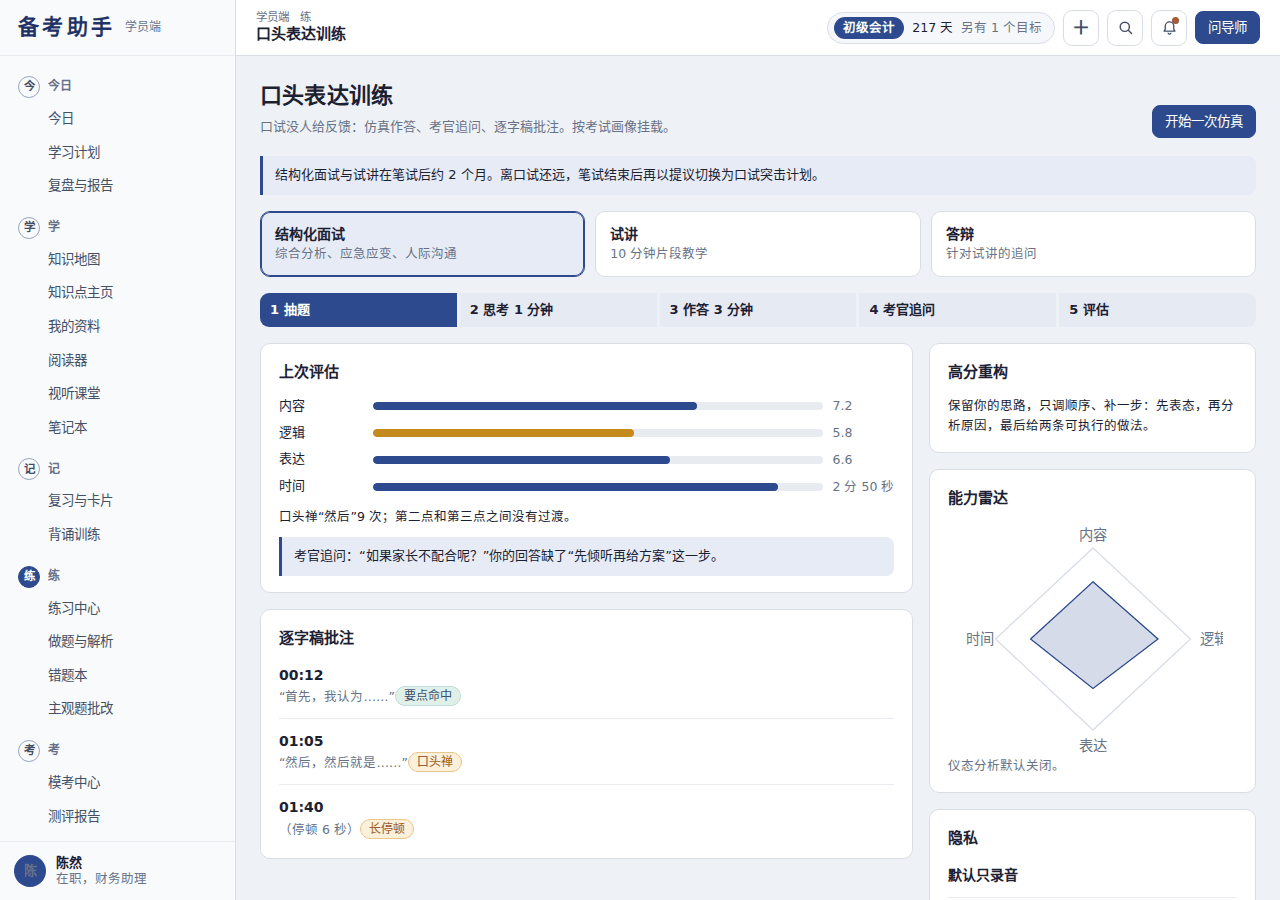 备考助手 学员端
今 今日
今日
学习计划
复盘与报告
学 学
知识地图
知识点主页
我的资料
阅读器
视听课堂
笔记本
记 记
复习与卡片
背诵训练
练 练
练习中心
做题与解析
错题本
主观题批改
考 考
模考中心
测评报告
陈 陈然
在职，财务助理
学员端 练
口头表达训练
初级会计 217 天 另有 1 个目标
问导师
口头表达训练
口试没人给反馈：仿真作答、考官追问、逐字稿批注。按考试画像挂载。
开始一次仿真
结构化面试与试讲在笔试后约 2 个月。离口试还远，笔试结束后再以提议切换为口试突击计划。
结构化面试
综合分析、应急应变、人际沟通
试讲
10 分钟片段教学
答辩
针对试讲的追问
1 抽题
2 思考 1 分钟
3 作答 3 分钟
4 考官追问
5 评估
上次评估
内容 7.2
逻辑 5.8
表达 6.6
时间 2 分 50 秒
口头禅“然后”9 次；第二点和第三点之间没有过渡。
考官追问：“如果家长不配合呢？”你的回答缺了“先倾听再给方案”这一步。
逐字稿批注
00:12
“首先，我认为……” 要点命中
01:05
“然后，然后就是……” 口头禅
01:40
（停顿 6 秒） 长停顿
高分重构
保留你的思路，只调顺序、补一步：先表态，再分
析原因，最后给两条可执行的做法。
能力雷达
内容
时间
逻辑
表达
仪态分析默认关闭。
隐私
默认只录音